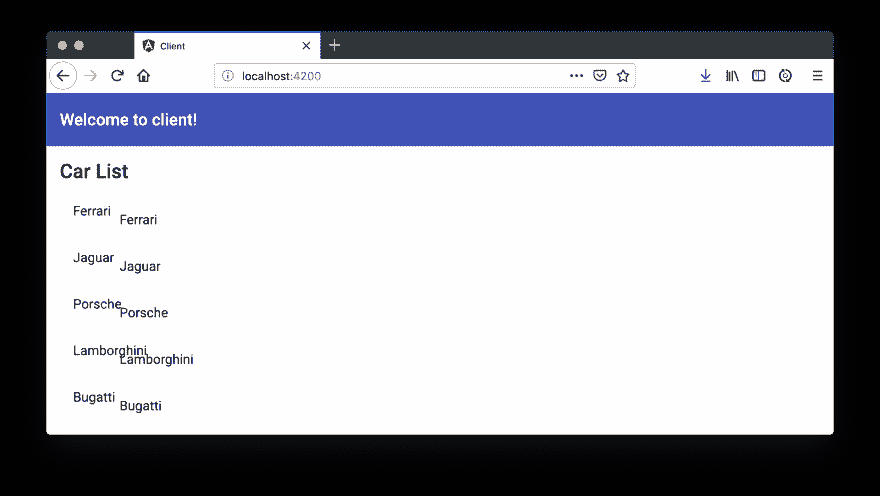 Client
localhost:4200
Welcome to client!
Car List
Ferrari
Ferrari
Jaguar
Jaguar
Porsche
Porsche
Lamborghini
Lamborghini
Bugatti
Bugatti